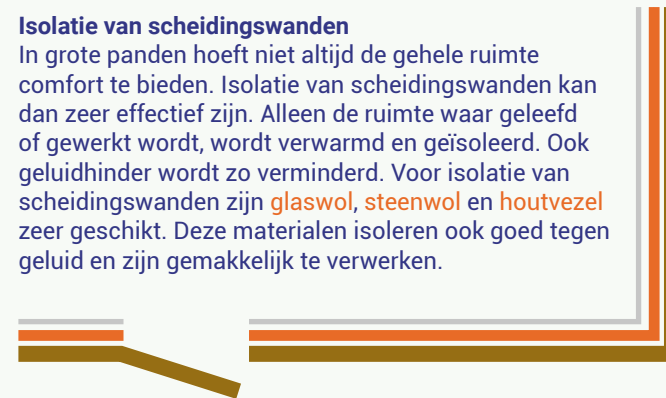 Isolatie van scheidingswanden
In grote panden hoeft niet altijd de gehele ruimte
comfort te bieden. Isolatie van scheidingswanden kan
dan zeer effectief zijn. Alleen de ruimte waar geleefd
of gewerkt wordt, wordt verwarmd en geïsoleerd. Ook
geluidhinder wordt zo verminderd. Voor isolatie van
scheidingswanden zijn glaswol, steenwol en houtvezel
zeer geschikt. Deze materialen isoleren ook goed tegen
geluid en zijn gemakkelijk te verwerken.